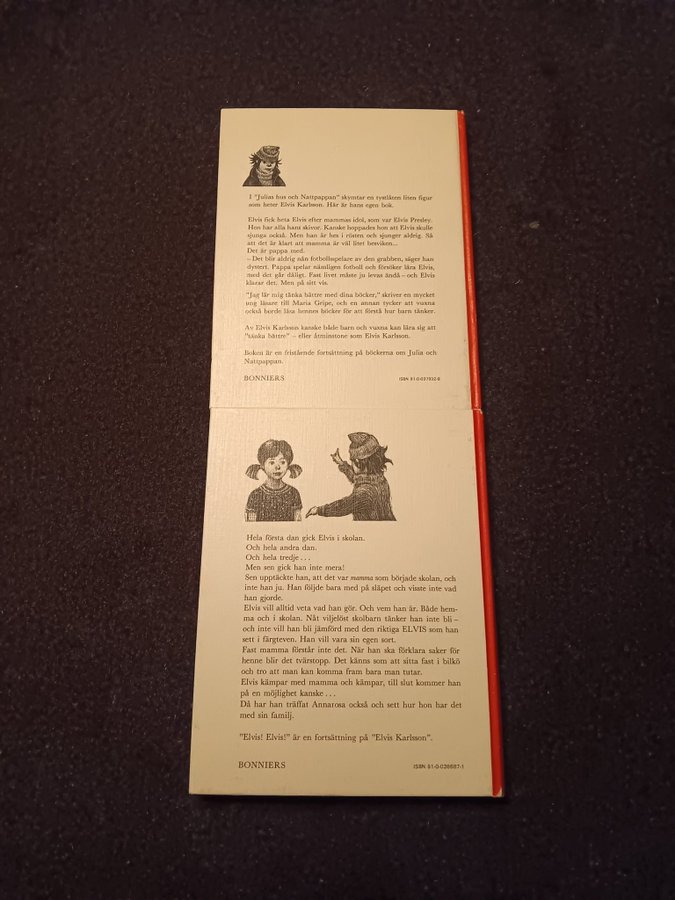 I "Julias hus och Nattpappan" skymtar en tystlåten liten figur
som heter Elvis Karlsson. Här är hans egen bok.
Elvis fick heta Elvis efter mammas idol, som var Elvis Presley.
Hon har alla hans skivor. Kanske hoppades hon att Elvis skulle
sjunga också. Men han är hes i rösten och sjunger aldrig. Så
att det är klart att mamma är väl litet besviken...
Det är pappa med.
– Det blir aldrig nån fotbollsspelare av den grabben, säger han
dystert. Pappa spelar nämligen fotboll och försöker lära Elvis,
med det går dåligt. Fast livet måste ju levas ändå – och Elvis
klarar det. Men på sitt vis.
"Jag lär mig tänka bättre med dina böcker," skriver en mycket
ung läsare till Maria Gripe, och en annan tycker att vuxna
också borde läsa hennes böcker för att förstå hur barn tänker.
Av Elvis Karlsson kanske både barn och vuxna kan lära sig att
"tänka bättre" – eller åtminstone som Elvis Karlsson.
Boken är en fristående fortsättning på böckerna om Julia och
Nattpappan.
BONNIERS
ISBN 91-0-037932-8
Hela första dan gick Elvis i skolan.
Och hela andra dan.
Och hela tredje . . .
Men sen gick han inte mera!
Sen upptäckte han, att det var mamma som började skolan, och
inte han ju. Han följde bara med på släpet och visste inte vad
han gjorde.
Elvis vill alltid veta vad han gör. Och vem han är. Både hem-
ma och i skolan. Nåt viljelöst skolbarn tänker han inte bli –
och inte vill han bli jämförd med den riktiga ELVIS som han
sett i färgteven. Han vill vara sin egen sort.
Fast mamma förstår inte det. När han ska förklara saker för
henne blir det tvärstopp. Det känns som att sitta fast i bilkö
och tro att man kan komma fram bara man tutar.
Elvis kämpar med mamma och kämpar, till slut kommer han
på en möjlighet kanske . . .
Då har han träffat Annarosa också och sett hur hon har det
med sin familj.
"Elvis! Elvis!" är en fortsättning på "Elvis Karlsson".
BONNIERS
ISBN 91-0-038687-1